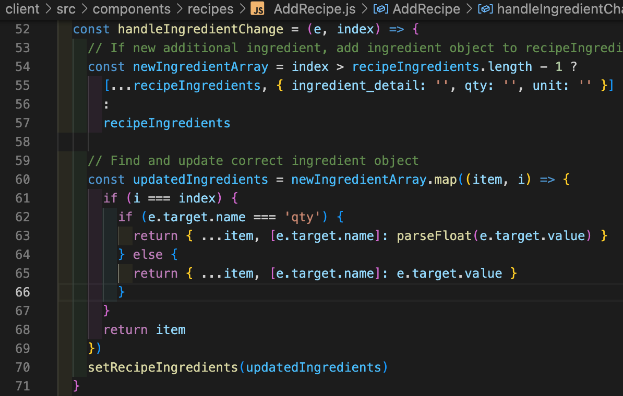 client > src > components > recipes > JS AddRecipe.js > AddRecipe > handleIngredientCha
52 const handleIngredientChange = (e, index) => {
53 // If new additional ingredient, add ingredient object to recipeIngredi
54 const newIngredientArray = index > recipeIngredients.length - 1 ?
55 [...recipeIngredients, { ingredient_detail: '', qty: '', unit: '' }]
56 :
57 recipeIngredients
58
59 // Find and update correct ingredient object
60 const updatedIngredients = newIngredientArray.map((item, i) => {
61 if (i === index) {
62 if (e.target.name === 'qty') {
63 return { ...item, [e.target.name]: parseFloat(e.target.value) }
64 } else {
65 return { ...item, [e.target.name]: e.target.value }
66 }
67 }
68 return item
69 })
70 setRecipeIngredients(updatedIngredients)
71 }